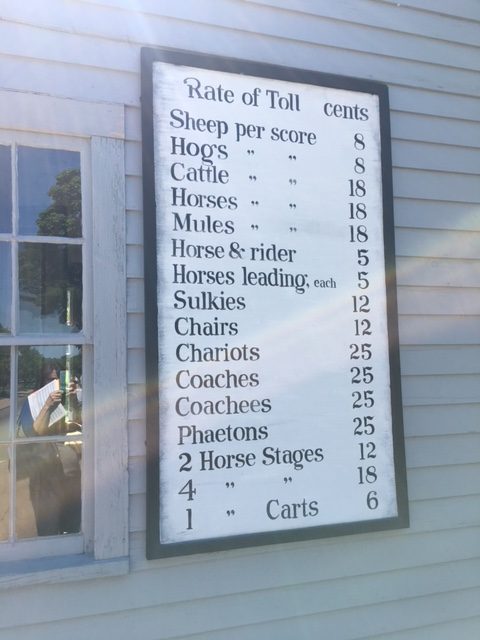 Rate of Toll cents
Sheep per score 8
Hogs " " 8
Cattle " " 18
Horses " " 18
Mules " " 18
Horse & rider 5
Horses leading, each 5
Sulkies 12
Chairs 12
Chariots 25
Coaches 25
Coachees 25
Phaetons 25
2 Horse Stages 12
4 " " 18
1 " Carts 6